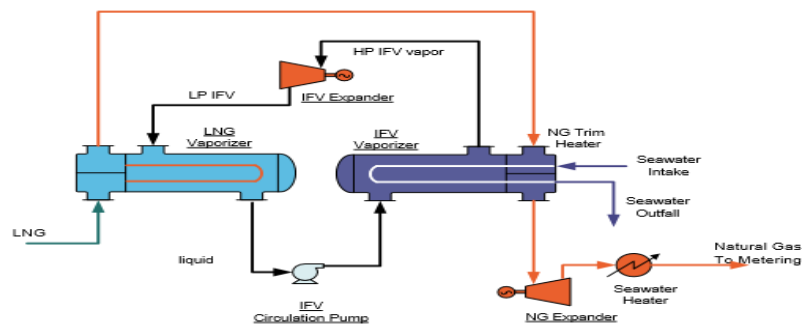 HP IFV vapor
LP IFV
IFV Expander
LNG
Vaporizer
IFV
Vaporizer
NG Trim
Heater
Seawater
Intake
Seawater
Outfall
LNG
liquid
Natural Gas
To Metering
IFV
Circulation Pump
NG Expander
Seawater
Heater